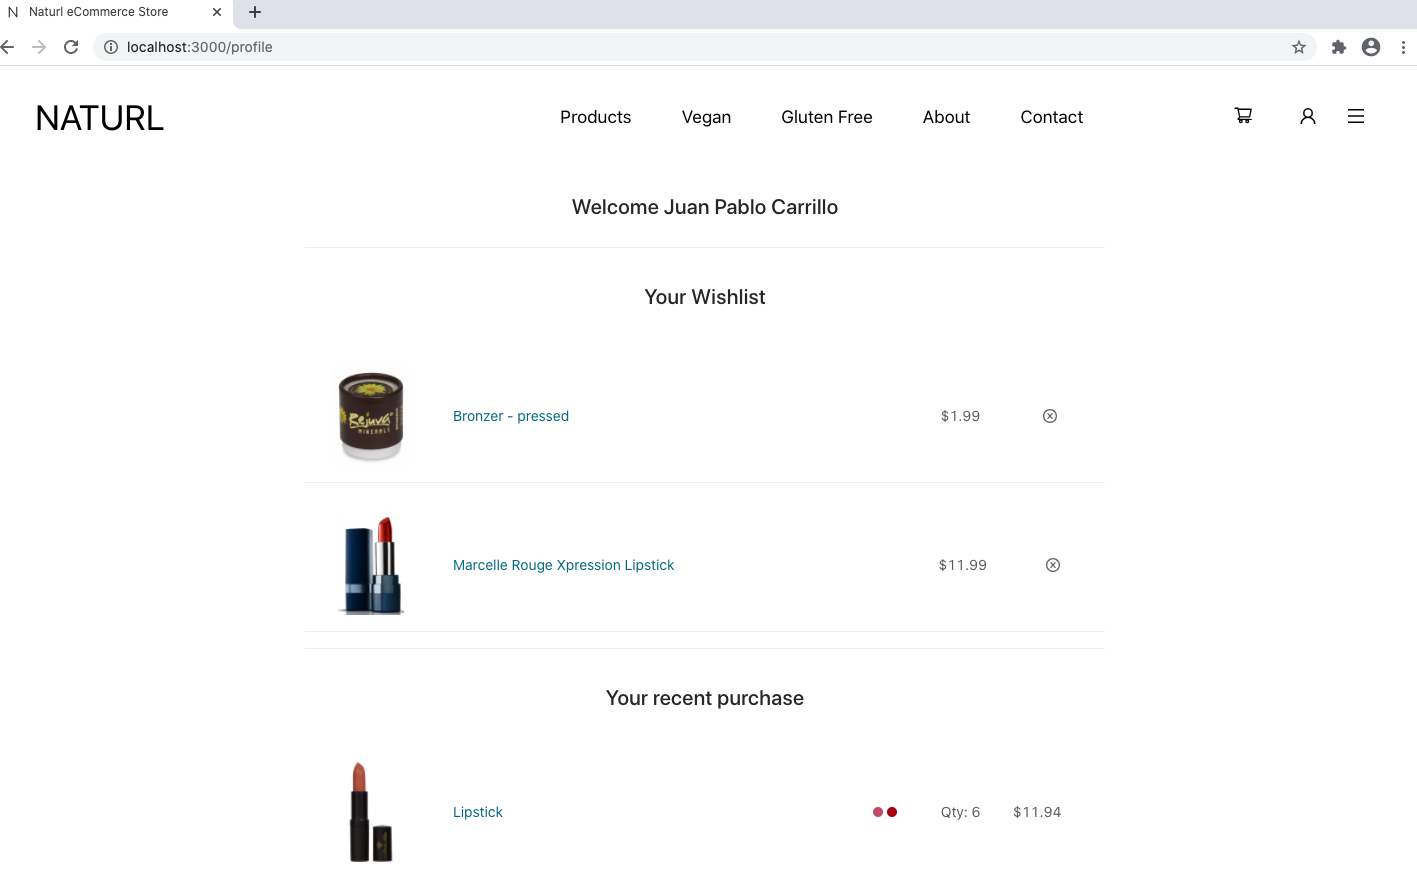 Naturl eCommerce Store
localhost:3000/profile
NATURL
Products Vegan Gluten Free About Contact
Welcome Juan Pablo Carrillo
Your Wishlist
Rejuva
MINERALS
Bronzer - pressed $1.99
Marcelle Rouge Xpression Lipstick $11.99
Your recent purchase
Lipstick Qty: 6 $11.94